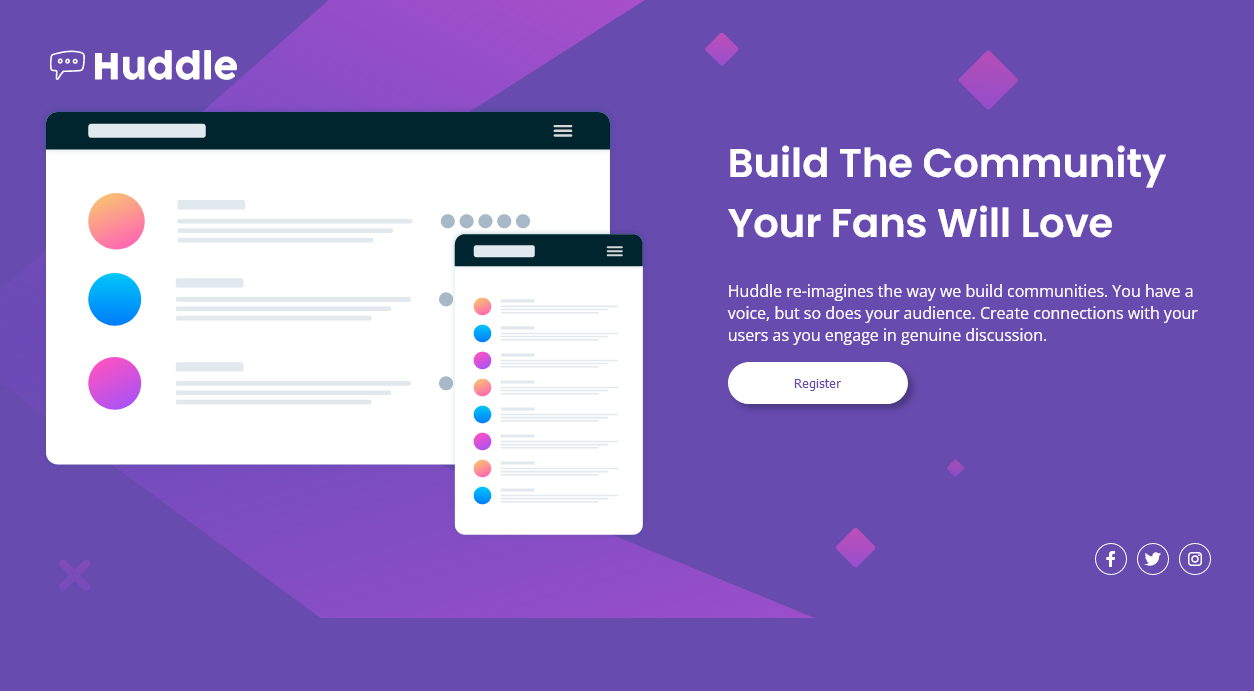 Huddle
Build The Community
Your Fans Will Love
Huddle re-imagines the way we build communities. You have a
voice, but so does your audience. Create connections with your
users as you engage in genuine discussion.
Register